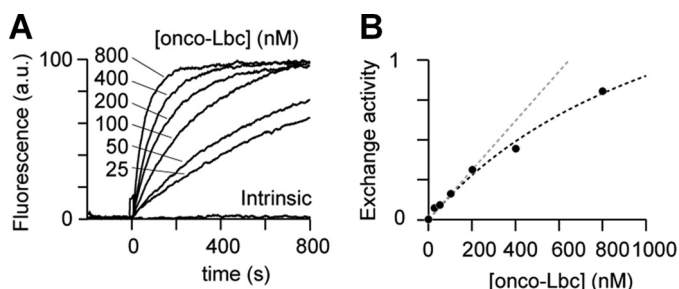 A
[onco-Lbc] (nM)
100
800
400
200
100
50
25
Fluorescence (a.u.)
Intrinsic
0
0 400 800
time (s)
B
1
Exchange activity
0
0 200 400 600 800 1000
[onco-Lbc] (nM)